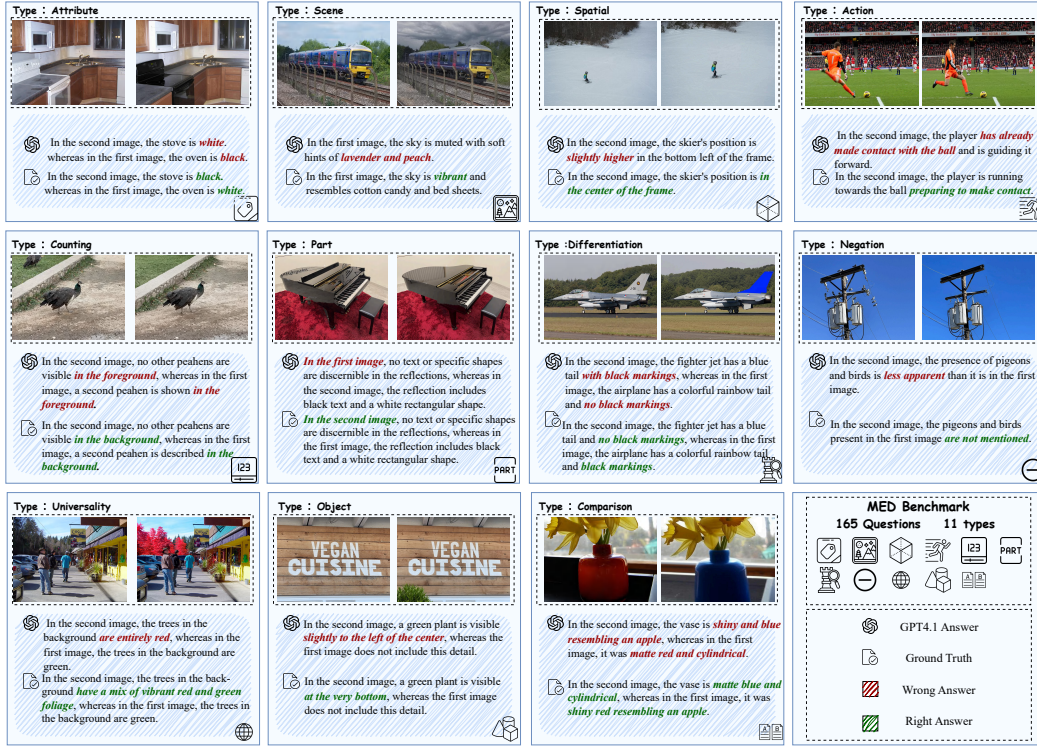 Type : Attribute
In the second image, the stove is white.
whereas in the first image, the oven is black.
In the second image, the stove is black.
whereas in the first image, the oven is white.
Type : Scene
In the first image, the sky is muted with soft
hints of lavender and peach.
In the first image, the sky is vibrant and
resembles cotton candy and bed sheets.
Type : Spatial
In the second image, the skier's position is
slightly higher in the bottom left of the frame.
In the second image, the skier's position is in
the center of the frame.
Type : Action
In the second image, the player has already
made contact with the ball and is guiding it
forward.
In the second image, the player is running
towards the ball preparing to make contact.
Type : Counting
In the second image, no other peahens are
visible in the foreground, whereas in the first
image, a second peahen is shown in the
foreground.
In the second image, no other peahens are
visible in the background, whereas in the first
image, a second peahen is described in the
background.
123
Type : Part
In the first image, no text or specific shapes
are discernible in the reflections, whereas in
the second image, the reflection includes
black text and a white rectangular shape.
In the second image, no text or specific shapes
are discernible in the reflections, whereas in
the first image, the reflection includes black
text and a white rectangular shape.
PART
Type :Differentiation
In the second image, the fighter jet has a blue
tail with black markings, whereas in the first
image, the airplane has a colorful rainbow tail
and no black markings.
In the second image, the fighter jet has a blue
tail and no black markings, whereas in the first
image, the airplane has a colorful rainbow tail
and black markings.
Type : Negation
In the second image, the presence of pigeons
and birds is less apparent than it is in the first
image.
In the second image, the pigeons and birds
present in the first image are not mentioned.
Type : Universality
In the second image, the trees in the
background are entirely red, whereas in the
first image, the trees in the background are
green.
In the second image, the trees in the back-
ground have a mix of vibrant red and green
foliage, whereas in the first image, the trees in
the background are green.
Type : Object
VEGAN
CUISINE
VEGAN
CUISINE
In the second image, a green plant is visible
slightly to the left of the center, whereas the
first image does not include this detail.
In the second image, a green plant is visible
at the very bottom, whereas the first image
does not include this detail.
Type : Comparison
In the second image, the vase is shiny and blue
resembling an apple, whereas in the first
image, it was matte red and cylindrical.
In the second image, the vase is matte blue and
cylindrical, whereas in the first image, it was
shiny red resembling an apple.
A B
MED Benchmark
165 Questions 11 types
123
PART
A B
GPT4.1 Answer
Ground Truth
Wrong Answer
Right Answer